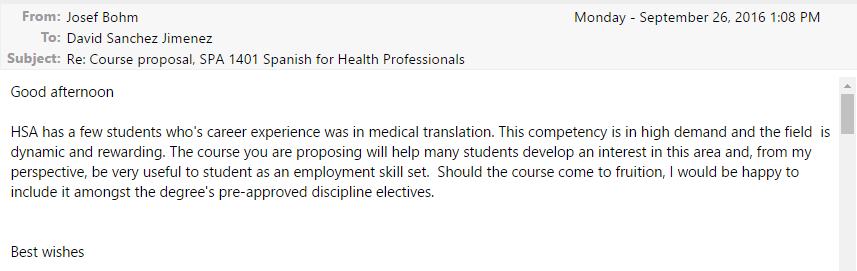 From: Josef Bohm Monday - September 26, 2016 1:08 PM
To: David Sanchez Jimenez
Subject: Re: Course proposal, SPA 1401 Spanish for Health Professionals
Good afternoon
HSA has a few students who's career experience was in medical translation. This competency is in high demand and the field  is
dynamic and rewarding. The course you are proposing will help many students develop an interest in this area and, from my
perspective, be very useful to student as an employment skill set.  Should the course come to fruition, I would be happy to
include it amongst the degree's pre-approved discipline electives.
Best wishes